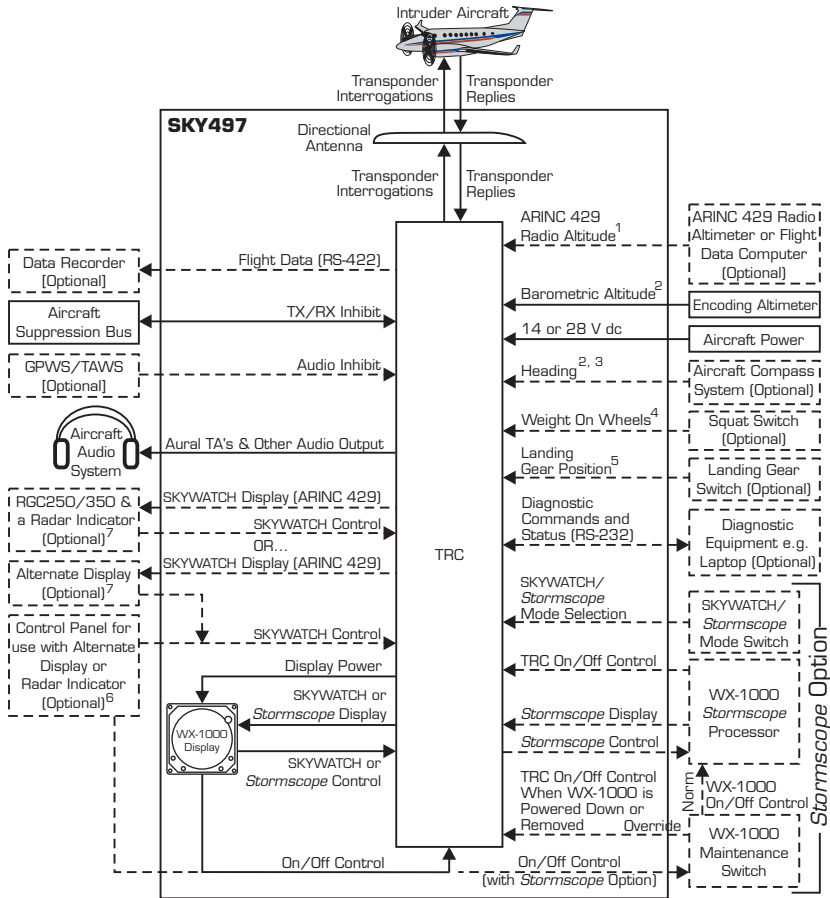 Intruder Aircraft
Transponder
Interrogations
Transponder
Replies
SKY497
Directional
Antenna
Transponder
Interrogations
Transponder
Replies
Data Recorder
[Optional]
Flight Data (RS-422)
Aircraft
Suppression Bus
TX/RX Inhibit
GPWS/TAWS
[Optional]
Audio Inhibit
Aircraft
Audio
System
Aural TA's & Other Audio Output
RGC250/350 &
a Radar Indicator
(Optional)7
SKYWATCH Display (ARINC 429)
SKYWATCH Control
OR...
SKYWATCH Display (ARINC 429)
Alternate Display
(Optional)7
Control Panel for
use with Alternate
Display or
Radar Indicator
(Optional)6
SKYWATCH Control
Display Power
SKYWATCH or
Stormscope Display
WX-1000
Display
SKYWATCH or
Stormscope Control
On/Off Control
TRC
ARINC 429
Radio Altitude1
ARINC 429 Radio
Altimeter or Flight
Data Computer
(Optional)
Barometric Altitude2
Encoding Altimeter
14 or 28 V dc
Aircraft Power
Heading2, 3
Aircraft Compass
System (Optional)
Weight On Wheels4
Squat Switch
(Optional)
Landing
Gear Position5
Landing Gear
Switch (Optional)
Diagnostic
Commands and
Status (RS-232)
Diagnostic
Equipment e.g.
Laptop (Optional)
SKYWATCH/
Stormscope
Mode Selection
SKYWATCH/
Stormscope
Mode Switch
TRC On/Off Control
Stormscope Display
Stormscope Control
WX-1000
Stormscope
Processor
TRC On/Off Control
When WX-1000 is
Powered Down or
Removed
Override
Norm
WX-1000
On/Off Control
WX-1000
Maintenance
Switch
On/Off Control
(with Stormscope Option)
Stormscope Option